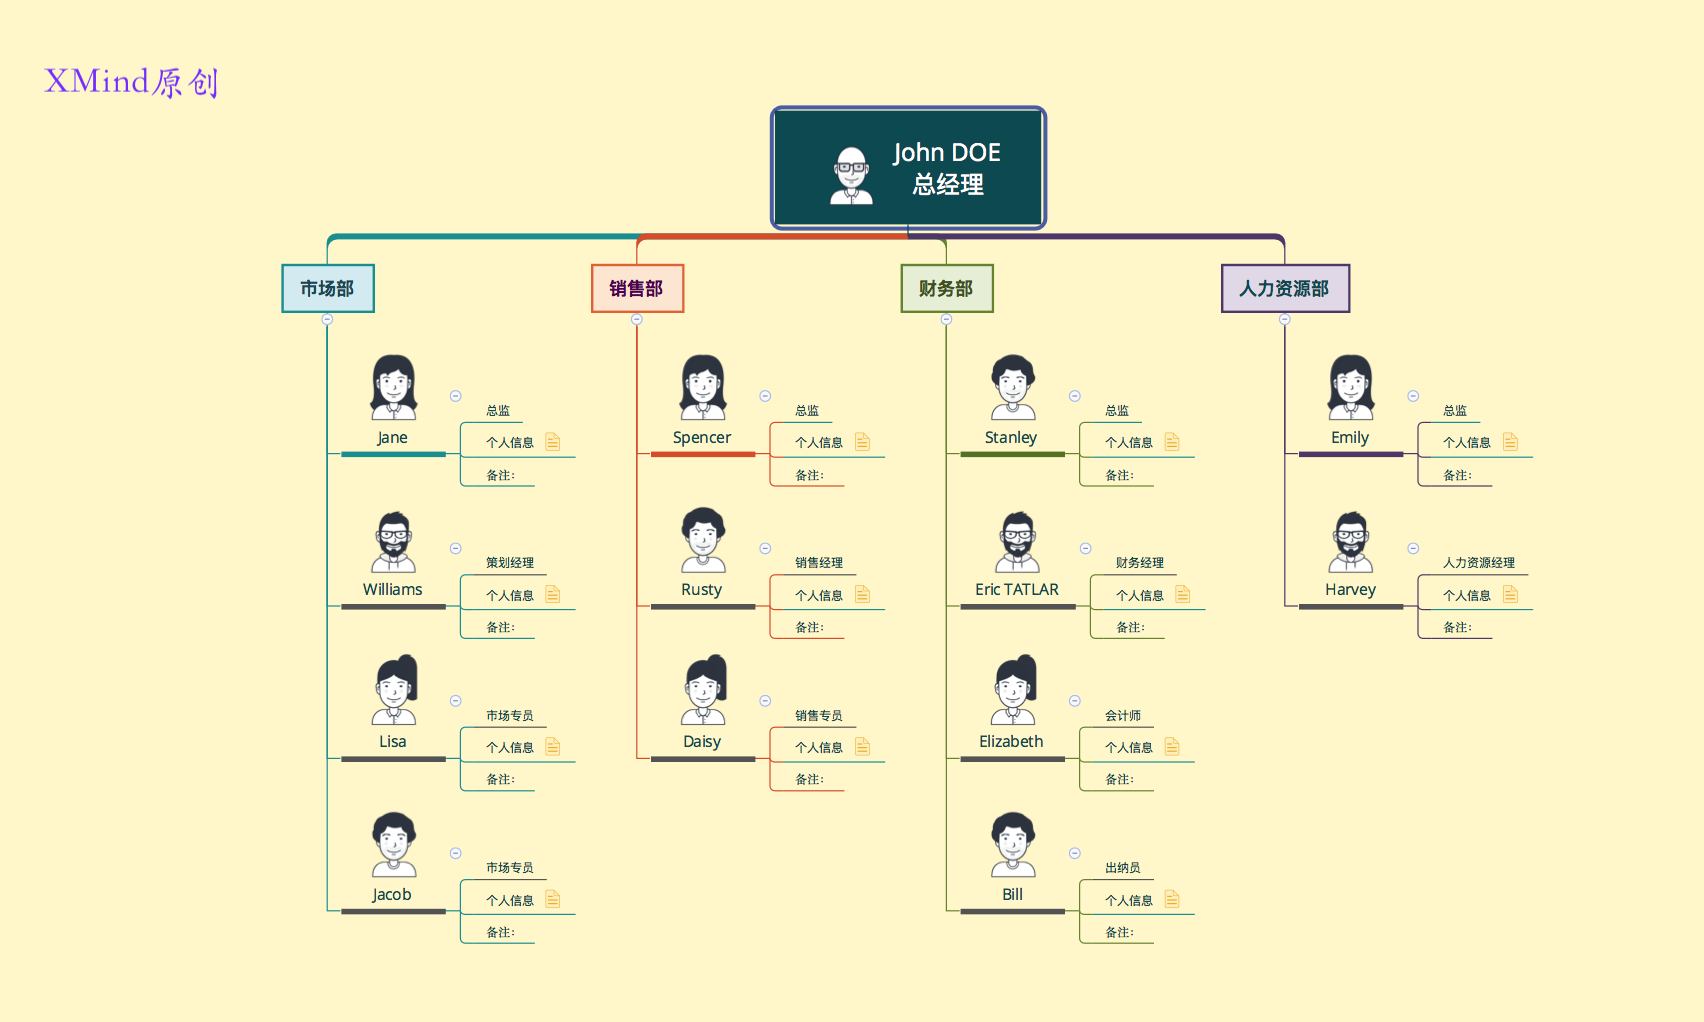 XMind原创
John DOE
总经理
市场部
销售部
财务部
人力资源部
Jane
总监
个人信息
备注:
Williams
策划经理
个人信息
备注:
Lisa
市场专员
个人信息
备注:
Jacob
市场专员
个人信息
备注:
Spencer
总监
个人信息
备注:
Rusty
销售经理
个人信息
备注:
Daisy
销售专员
个人信息
备注:
Stanley
总监
个人信息
备注:
Eric TATLAR
财务经理
个人信息
备注:
Elizabeth
会计师
个人信息
备注:
Bill
出纳员
个人信息
备注:
Emily
总监
个人信息
备注:
Harvey
人力资源经理
个人信息
备注: